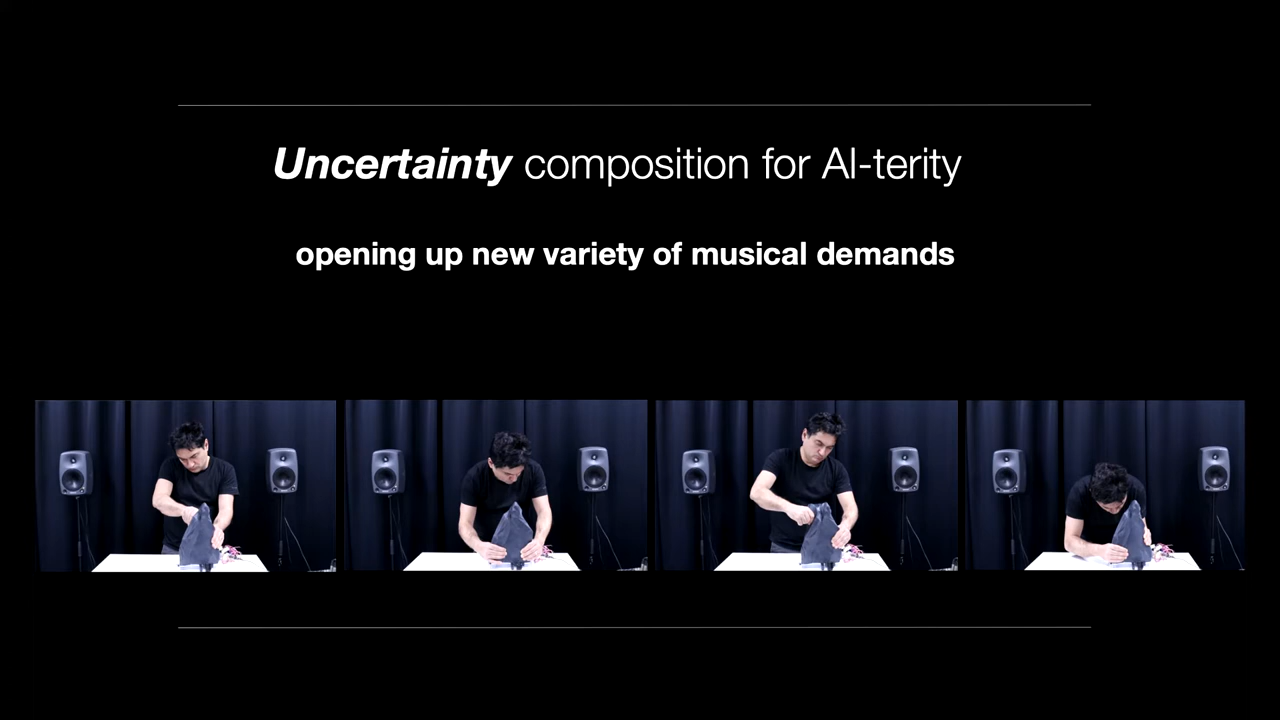 Uncertainty composition for AI-terity
opening up new variety of musical demands